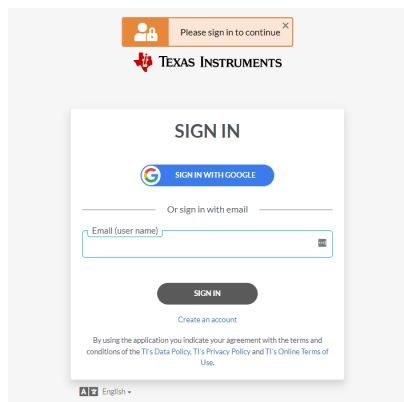 Please sign in to continue
TEXAS INSTRUMENTS
SIGN IN
SIGN IN WITH GOOGLE
Or sign in with email
Email (user name)
SIGN IN
Create an account
By using the application you indicate your agreement with the terms and
conditions of the TI's Data Policy, TI's Privacy Policy and TI's Online Terms of
Use.
English